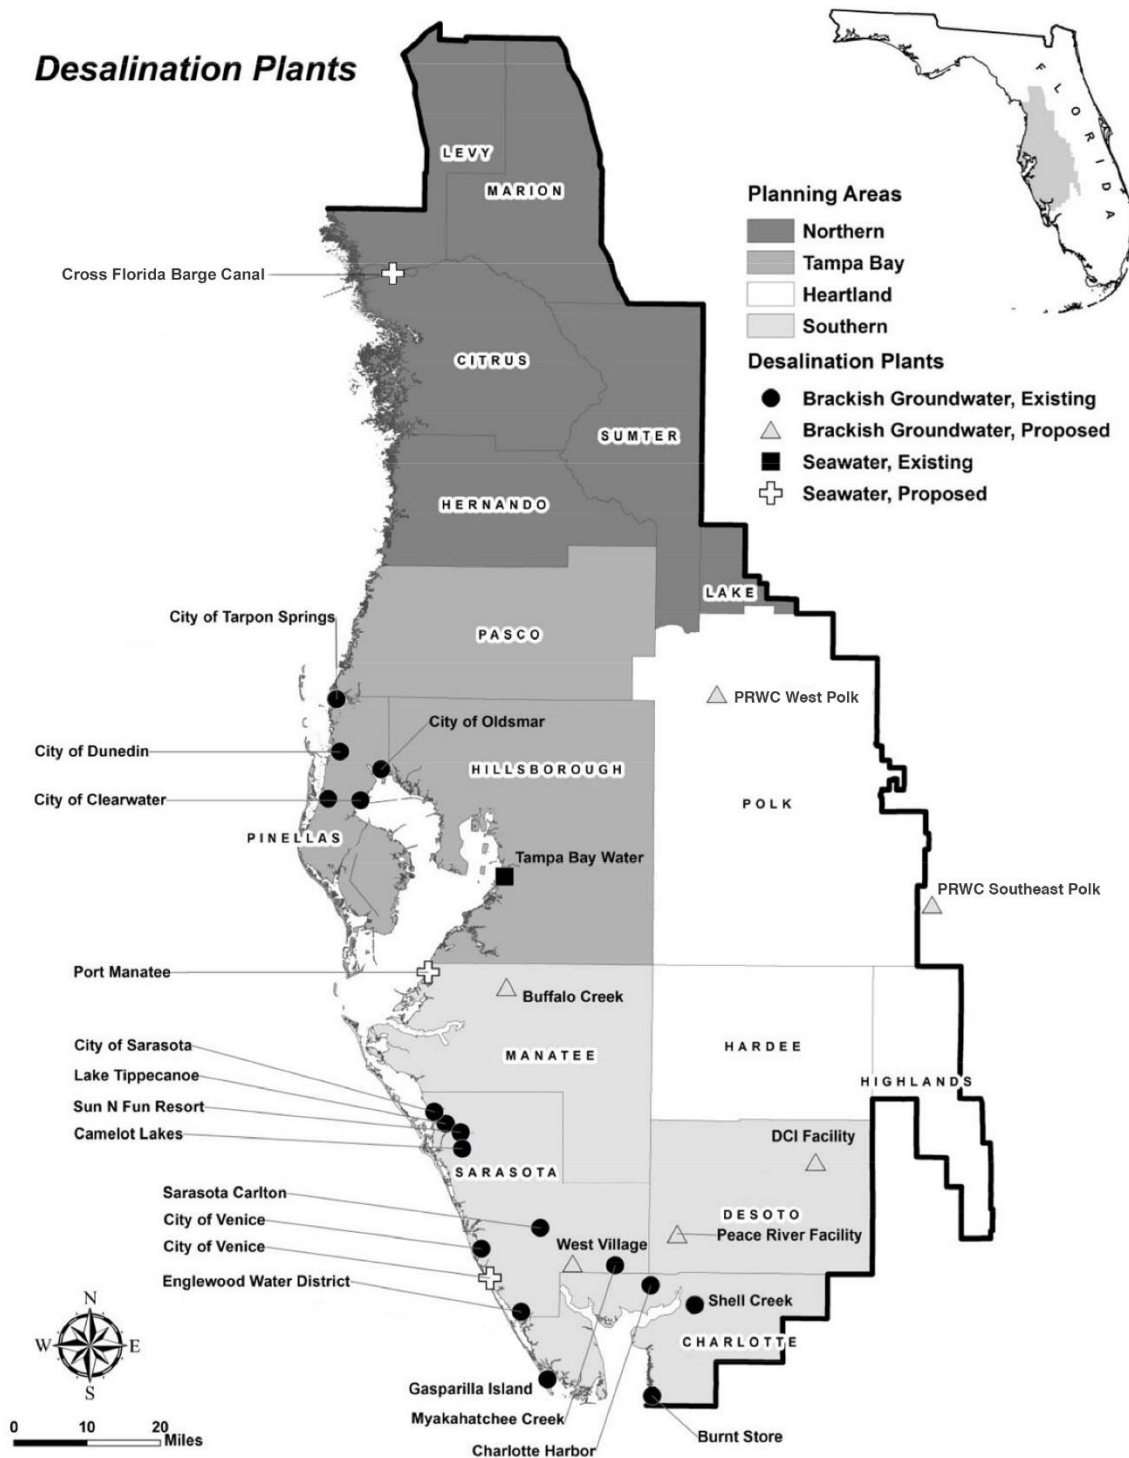 Desalination Plants
FLORIDA
LEVY
MARION
Planning Areas
Northern
Tampa Bay
Heartland
Southern
Cross Florida Barge Canal
CITRUS
Desalination Plants
Brackish Groundwater, Existing
Brackish Groundwater, Proposed
Seawater, Existing
Seawater, Proposed
SUMTER
HERNANDO
LAKE
City of Tarpon Springs
PASCO
PRWC West Polk
City of Oldsmar
City of Dunedin
HILLSBOROUGH
City of Clearwater
POLK
PINELLAS
Tampa Bay Water
PRWC Southeast Polk
Port Manatee
Buffalo Creek
City of Sarasota
HARDEE
MANATEE
Lake Tippecanoe
HIGHLANDS
Sun N Fun Resort
Camelot Lakes
DCI Facility
SARASOTA
Sarasota Carlton
DESOTO
City of Venice
Peace River Facility
City of Venice
West Village
Englewood Water District
Shell Creek
CHARLOTTE
Gasparilla Island
Myakahatchee Creek
Burnt Store
Charlotte Harbor
N
W E
S
0 10 20
Miles